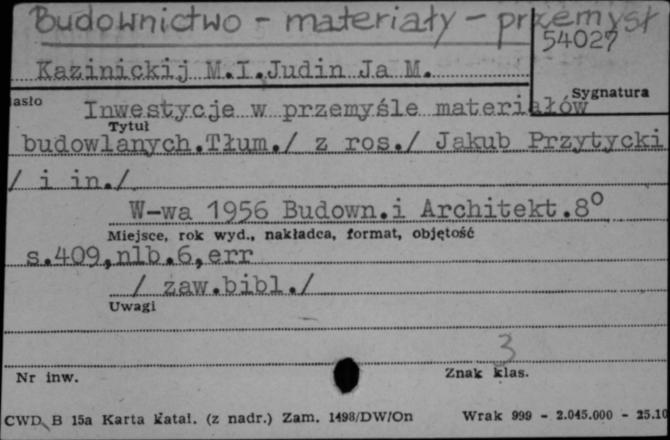 Budownictwo - materiały - przemysł
54027
Kazinickij M.I.Judin Ja M.
asło
Sygnatura
Inwestycje w przemyśle materiałów
Tytuł
budowlanych.Tłum./ z ros./ Jakub Przytycki
/ i in./
W-wa 1956 Budown.i Architekt.8°
Miejsce, rok wyd., nakładca, format, objętość
s.409,nlb.6,err
/ zaw.bibl./
Uwagi
3
Nr inw.
Znak klas.
CWD B 15a Karta katal. (z nadr.) Zam. 1498/DW/On Wrak 999 - 2.045.000 - 25.10